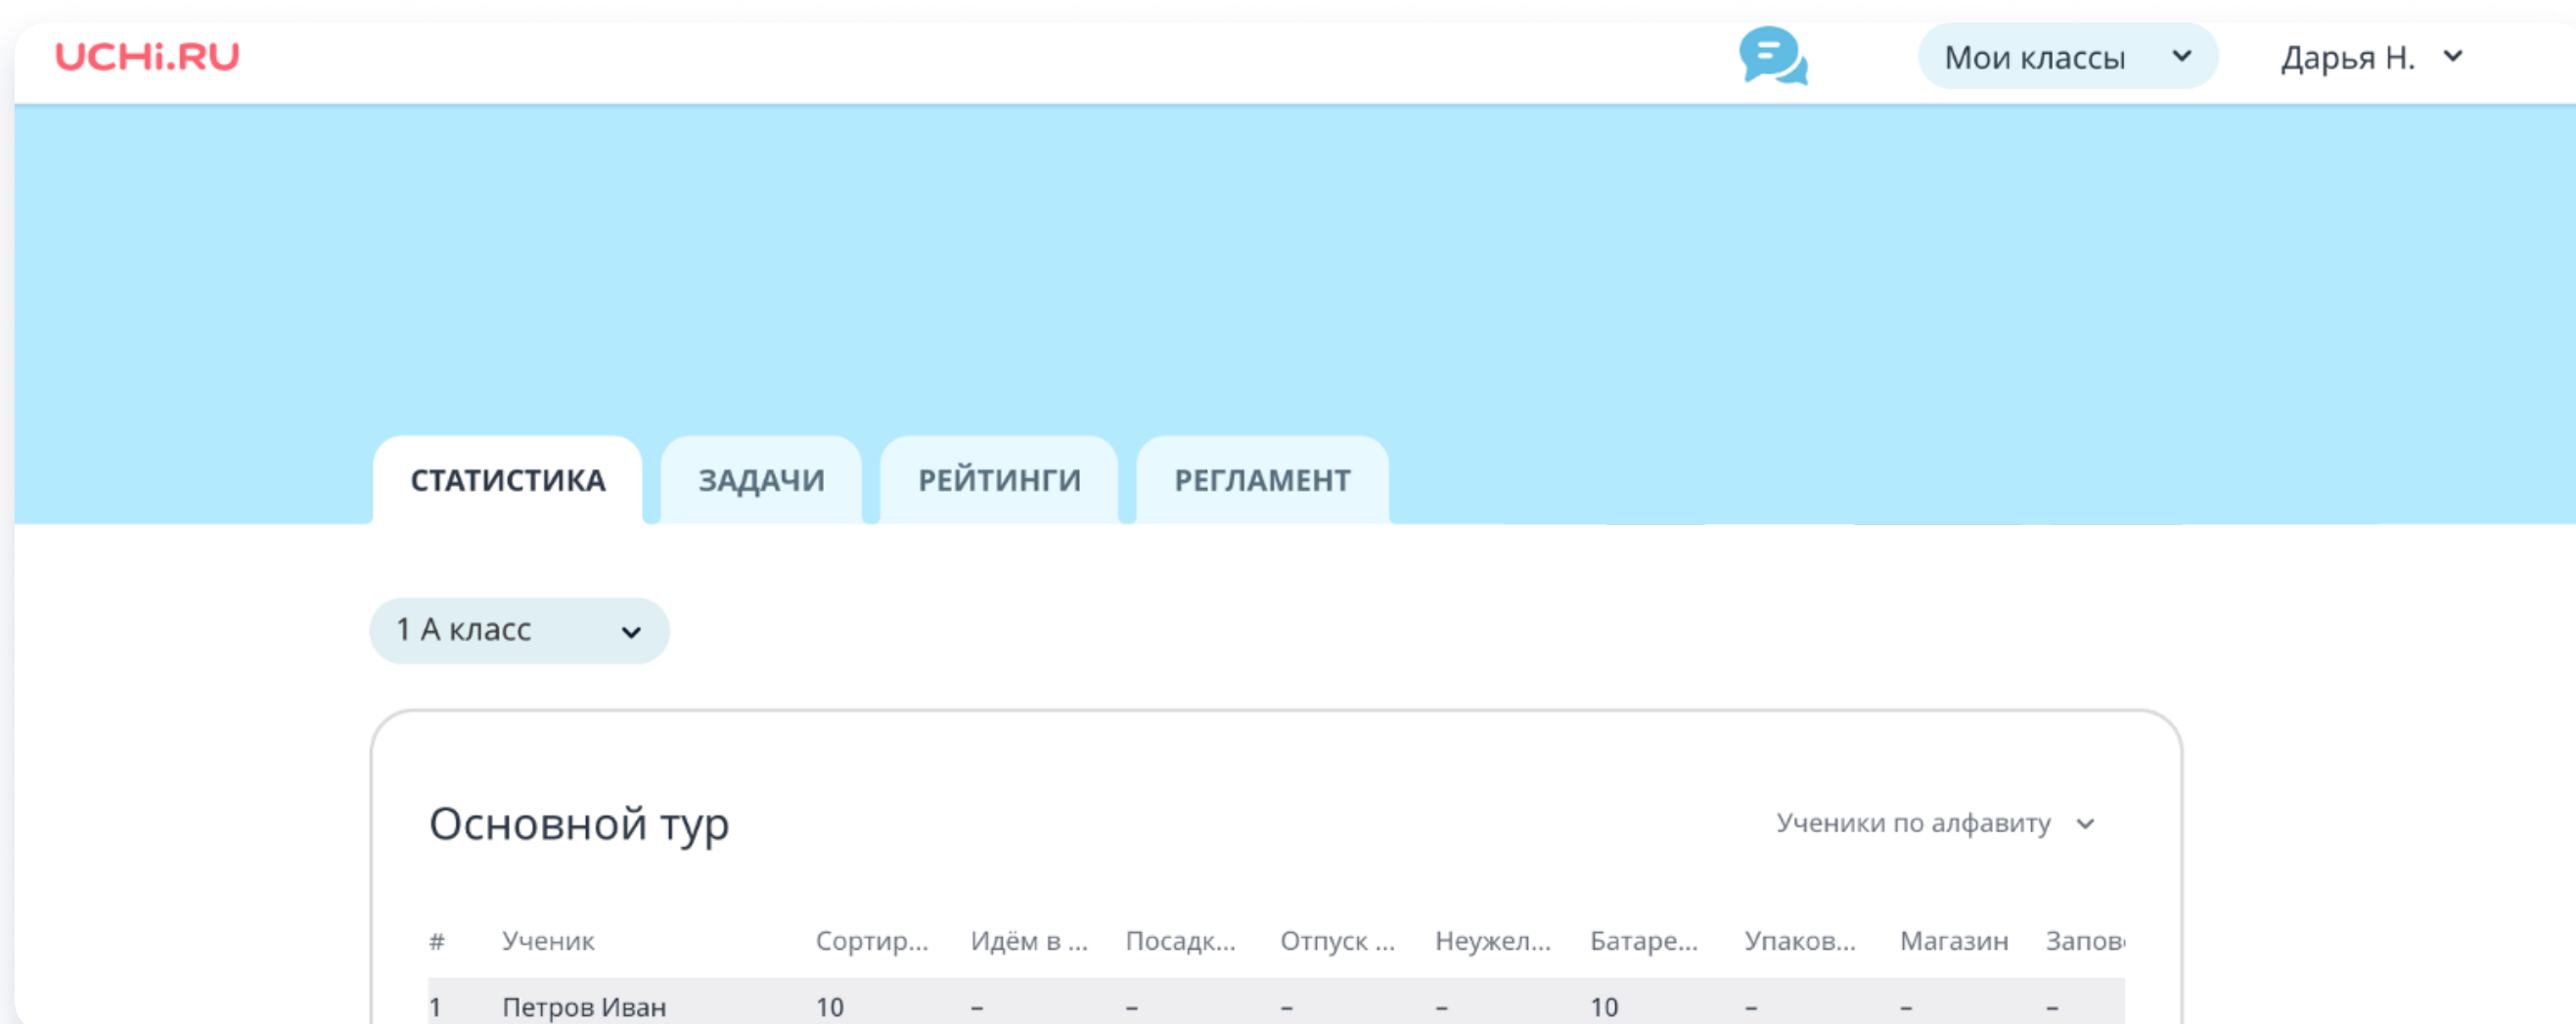 UCHi.RU Мои классы Дарья Н.
СТАТИСТИКА ЗАДАЧИ РЕЙТИНГИ РЕГЛАМЕНТ
1 А класс
Основной тур Ученики по алфавиту
# Ученик Сортир... Идём в ... Посадк... Отпуск ... Неужел... Батаре... Упаков... Магазин Запов
1 Петров Иван 10 – – – – 10 – – –